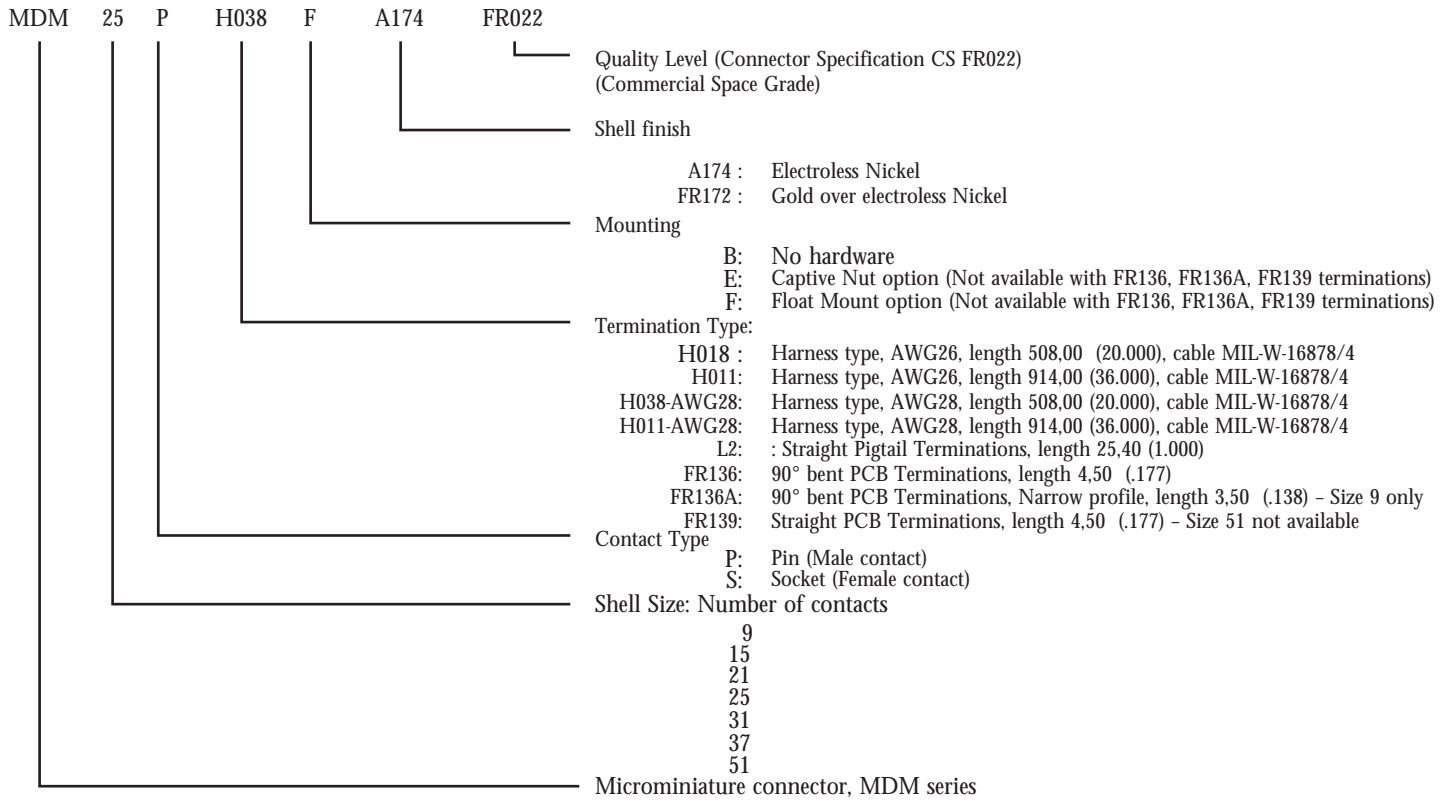 MDM 25 P H038 F A174 FR022
Quality Level (Connector Specification CS FR022)
(Commercial Space Grade)
Shell finish
A174 : Electroless Nickel
FR172 : Gold over electroless Nickel
Mounting
B: No hardware
E: Captive Nut option (Not available with FR136, FR136A, FR139 terminations)
F: Float Mount option (Not available with FR136, FR136A, FR139 terminations)
Termination Type:
H018 : Harness type, AWG26, length 508,00 (20.000), cable MIL-W-16878/4
H011: Harness type, AWG26, length 914,00 (36.000), cable MIL-W-16878/4
H038-AWG28: Harness type, AWG28, length 508,00 (20.000), cable MIL-W-16878/4
H011-AWG28: Harness type, AWG28, length 914,00 (36.000), cable MIL-W-16878/4
L2: : Straight Pigtail Terminations, length 25,40 (1.000)
FR136: 90° bent PCB Terminations, length 4,50 (.177)
FR136A: 90° bent PCB Terminations, Narrow profile, length 3,50 (.138) – Size 9 only
FR139: Straight PCB Terminations, length 4,50 (.177) – Size 51 not available
Contact Type
P: Pin (Male contact)
S: Socket (Female contact)
Shell Size: Number of contacts
9
15
21
25
31
37
51
Microminiature connector, MDM series